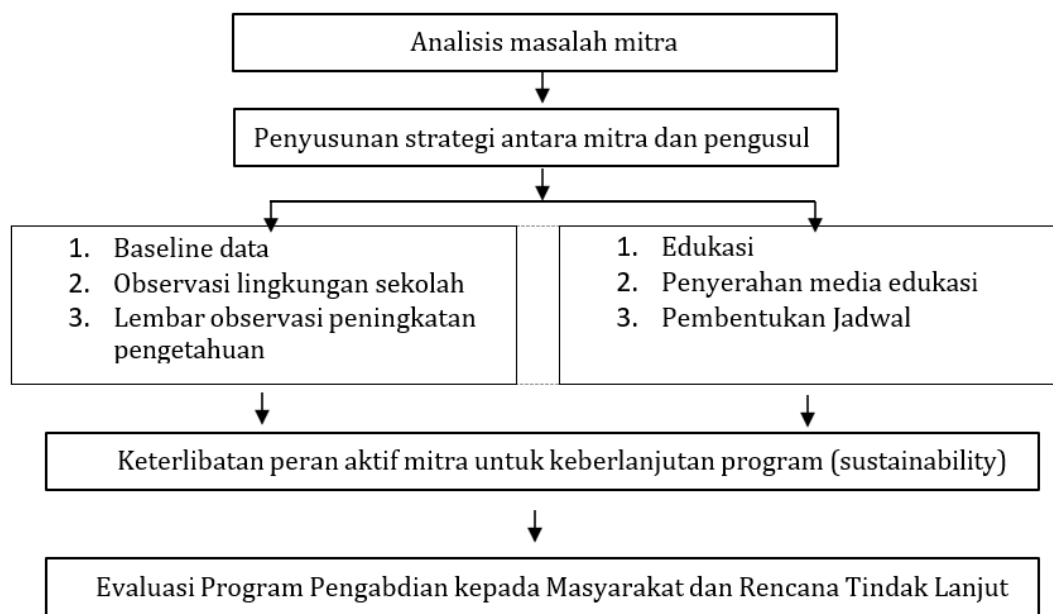 Analisis masalah mitra
Penyusunan strategi antara mitra dan pengusul
1. Baseline data
2. Observasi lingkungan sekolah
3. Lembar observasi peningkatan
pengetahuan
1. Edukasi
2. Penyerahan media edukasi
3. Pembentukan Jadwal
Keterlibatan peran aktif mitra untuk keberlanjutan program (sustainability)
Evaluasi Program Pengabdian kepada Masyarakat dan Rencana Tindak Lanjut